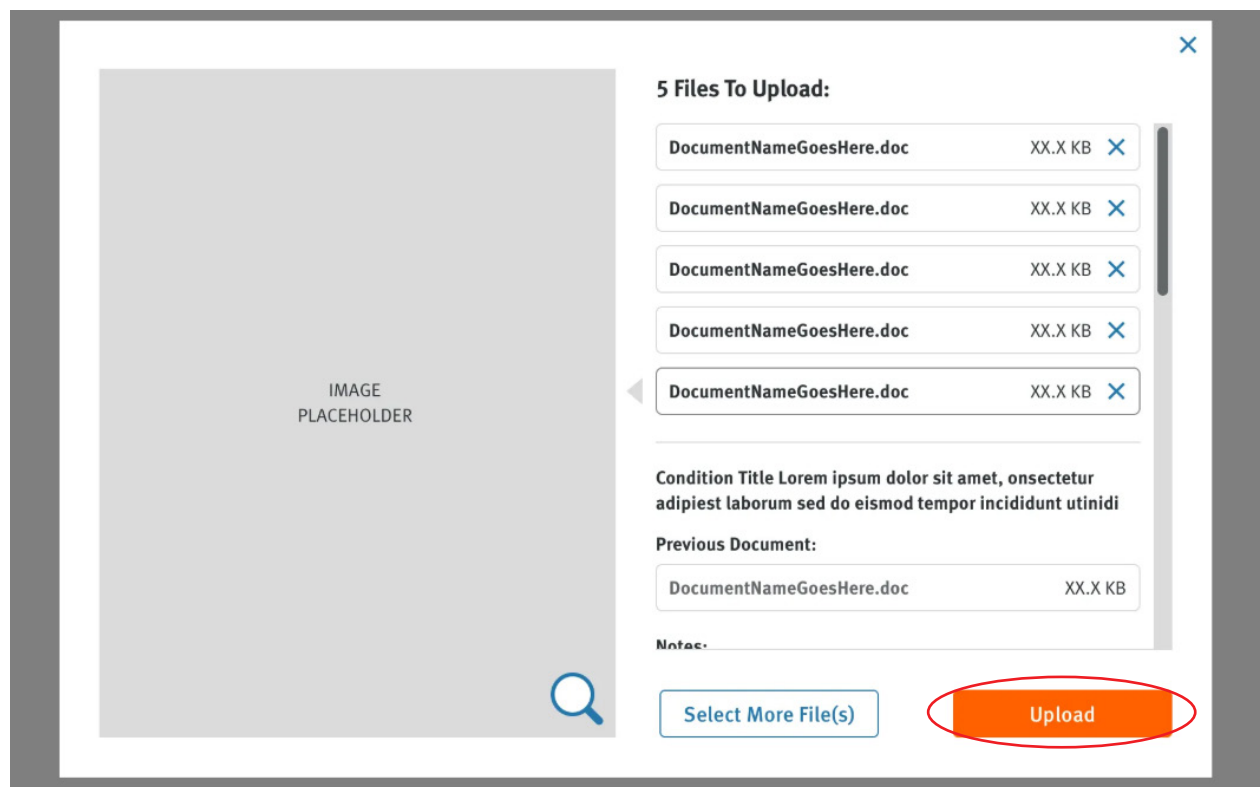 5 Files To Upload:
DocumentNameGoesHere.doc XX.X KB
DocumentNameGoesHere.doc XX.X KB
DocumentNameGoesHere.doc XX.X KB
DocumentNameGoesHere.doc XX.X KB
IMAGE
PLACEHOLDER
DocumentNameGoesHere.doc XX.X KB
Condition Title Lorem ipsum dolor sit amet, onsectetur
adipiest laborum sed do eismod tempor incididunt utinidi
Previous Document:
DocumentNameGoesHere.doc XX.X KB
Notes:
Select More File(s)
Upload